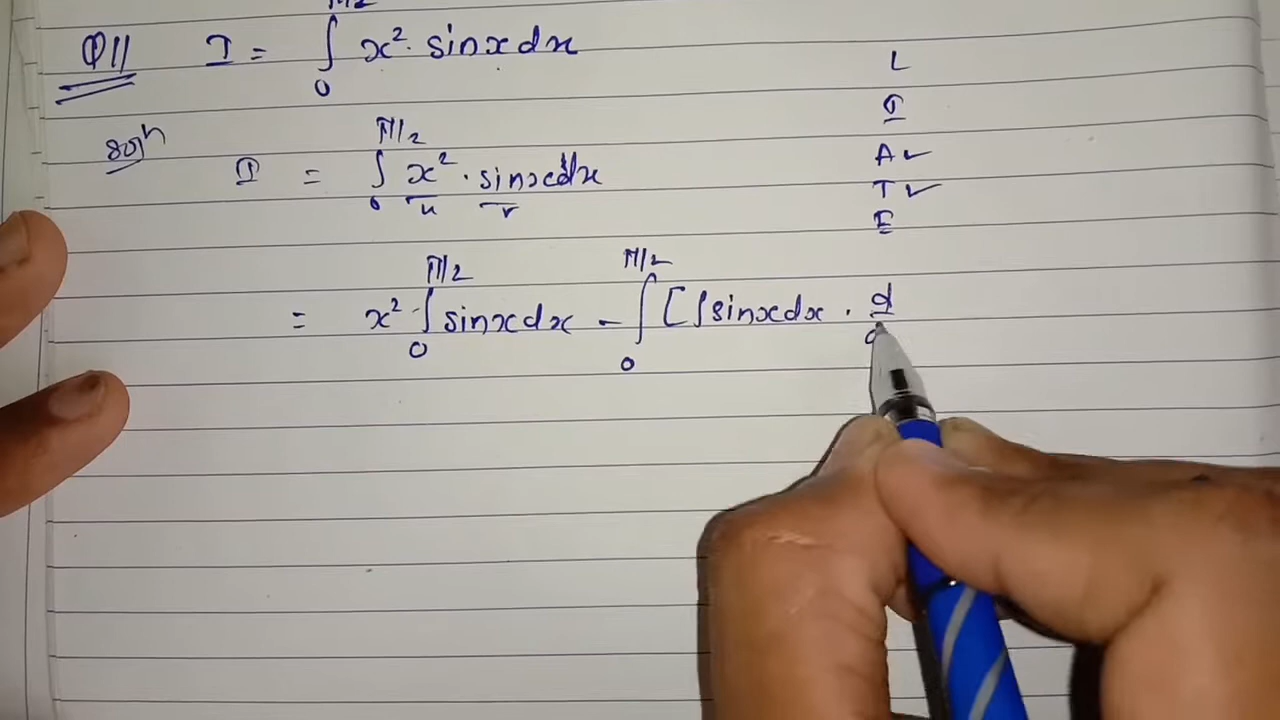 Q11 I = ∫₀^π/2 x² · sinx dx
L
I
solⁿ I = ∫₀^π/2 x² · sinx dx
u v
A ✓
T ✓
E
= x² · ∫₀^π/2 sinx dx - ∫₀^π/2 [∫sinx dx · d